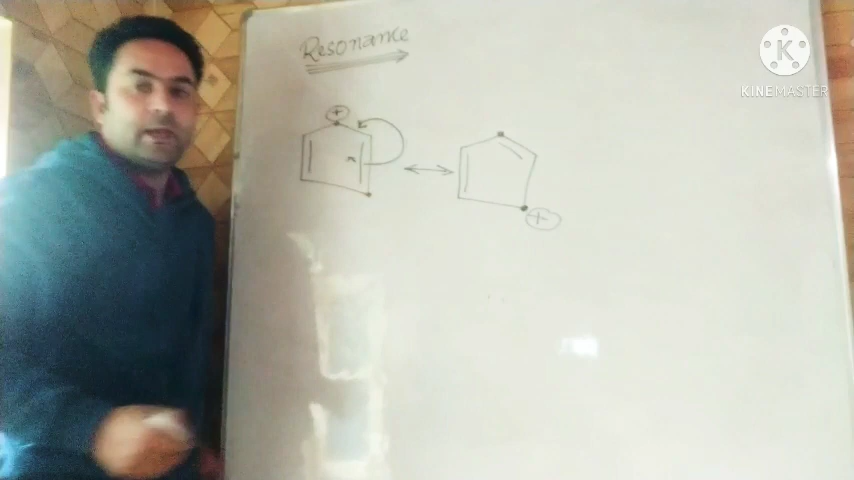 Resonance
K
KINEMASTER
+
π
+